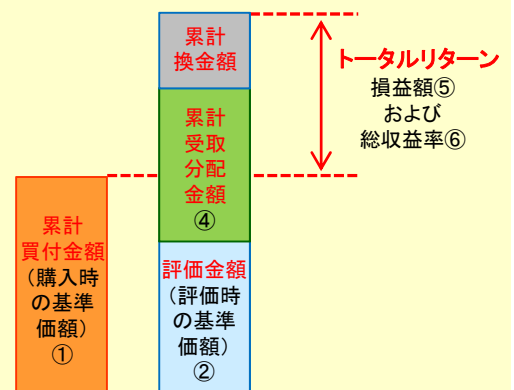 累計
換金額
トータルリターン
損益額⑤
および
総収益率⑥
累計
受取
分配
金額
④
累計
買付金額
（購入時
の基準
価額）
①
評価金額
（評価時
の基準
価額）
②